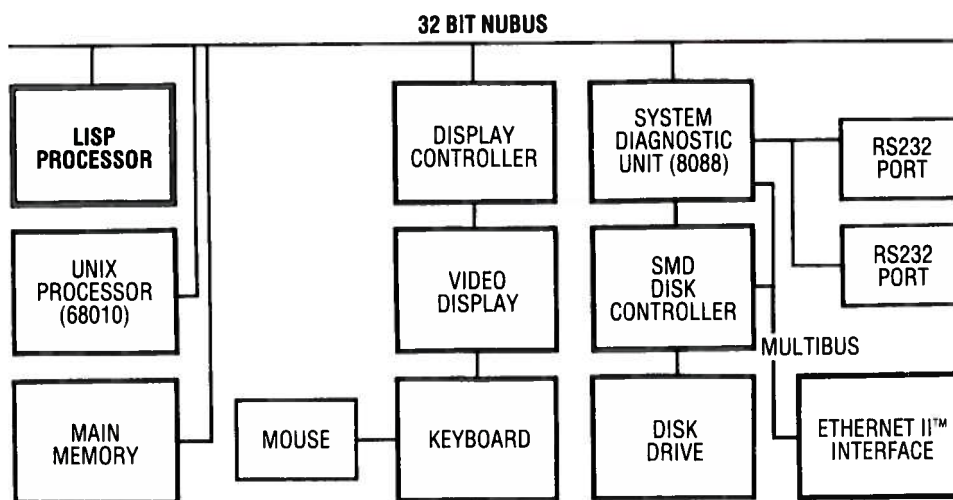 32 BIT NUBUS
LISP
PROCESSOR
DISPLAY
CONTROLLER
SYSTEM
DIAGNOSTIC
UNIT (8088)
RS232
PORT
UNIX
PROCESSOR
(68010)
VIDEO
DISPLAY
SMD
DISK
CONTROLLER
RS232
PORT
MULTIBUS
MAIN
MEMORY
MOUSE
KEYBOARD
DISK
DRIVE
ETHERNET II™
INTERFACE